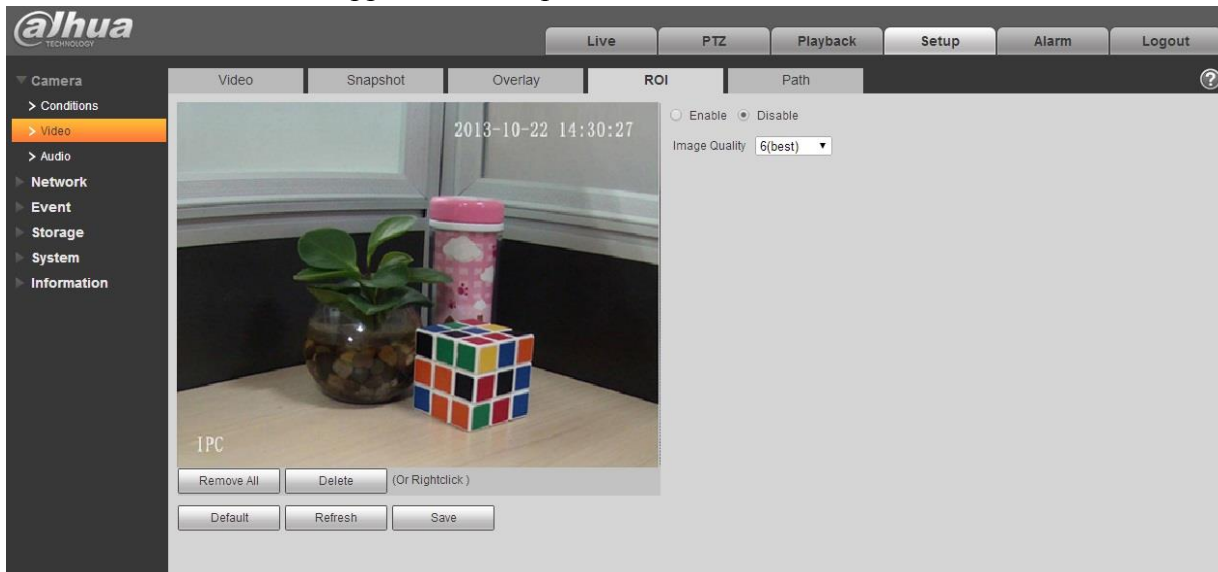 alhua
TECHNOLOGY
Live PTZ Playback Setup Alarm Logout
Camera
> Conditions
> Video
> Audio
Network
Event
Storage
System
Information
Video Snapshot Overlay ROI Path
?
2013-10-22 14:30:27
IPC
Enable Disable
Image Quality 6(best)
Remove All Delete (Or Rightclick )
Default Refresh Save